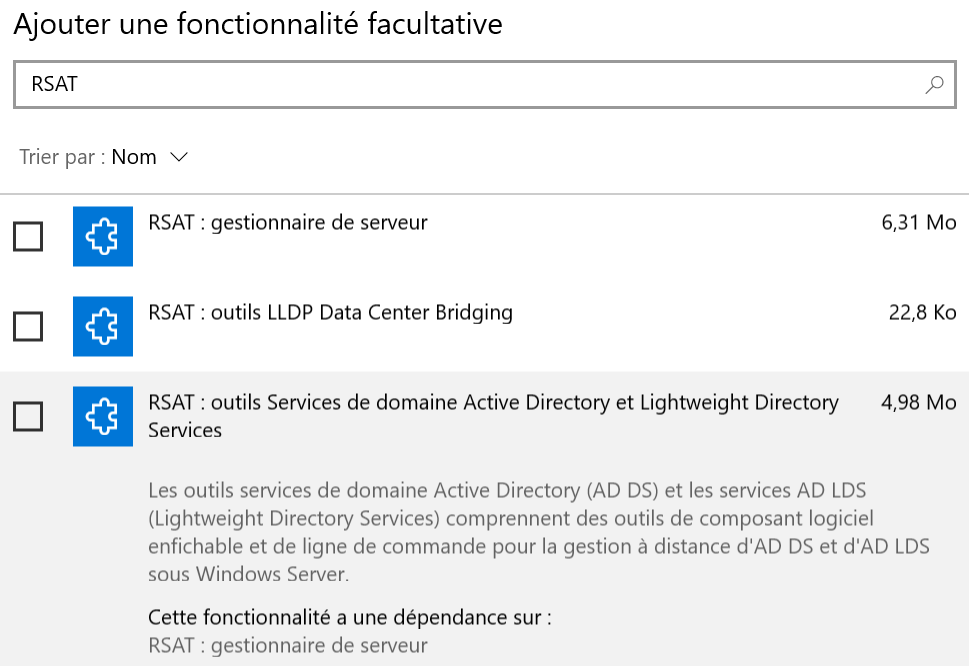 Ajouter une fonctionnalité facultative
RSAT
Trier par : Nom
RSAT : gestionnaire de serveur 6,31 Mo
RSAT : outils LLDP Data Center Bridging 22,8 Ko
RSAT : outils Services de domaine Active Directory et Lightweight Directory 4,98 Mo
Services
Les outils services de domaine Active Directory (AD DS) et les services AD LDS
(Lightweight Directory Services) comprennent des outils de composant logiciel
enfichable et de ligne de commande pour la gestion à distance d'AD DS et d'AD LDS
sous Windows Server.
Cette fonctionnalité a une dépendance sur :
RSAT : gestionnaire de serveur